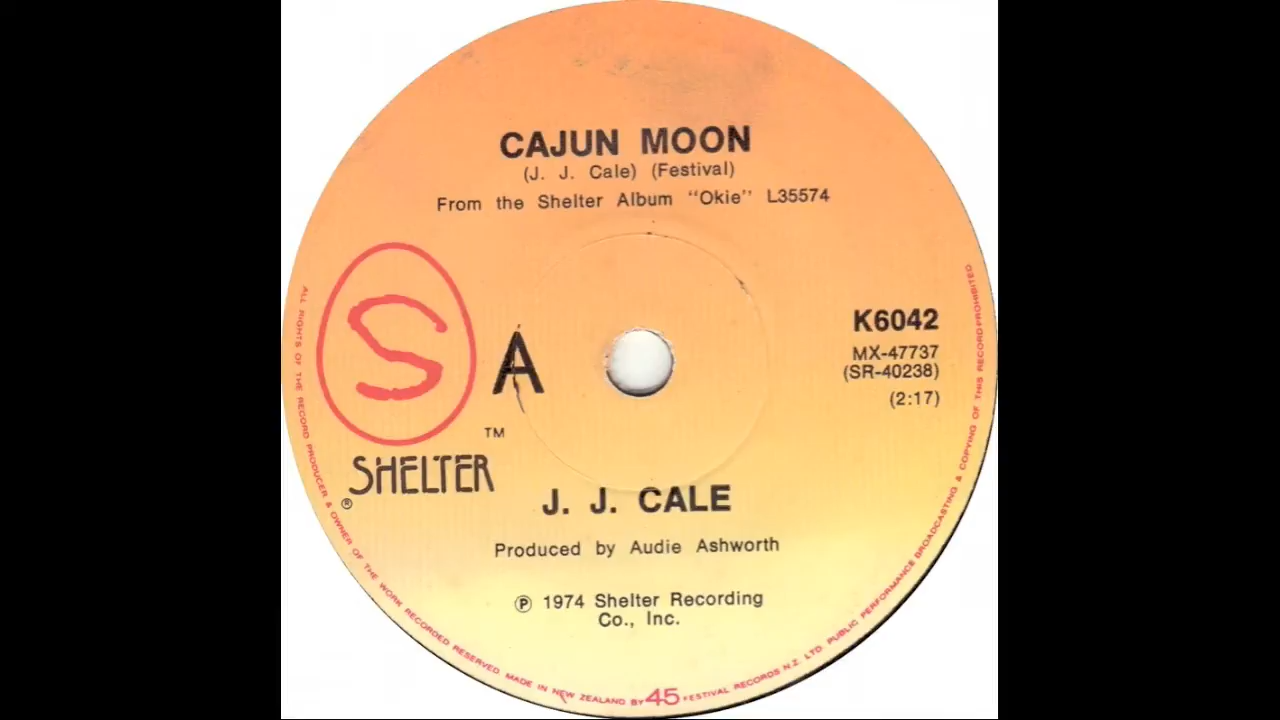 CAJUN MOON
(J. J. Cale) (Festival)
From the Shelter Album "Okie" L35574
S
A
K6042
MX-47737
(SR-40238)
(2:17)
TM
SHELTER
®
J. J. CALE
Produced by Audie Ashworth
Ⓟ 1974 Shelter Recording
Co., Inc.
ALL RIGHTS OF THE RECORD PRODUCER & OWNER OF THE WORK RECORDED RESERVED. MADE IN NEW ZEALAND BY 45 FESTIVAL RECORDS N.Z. LTD. PUBLIC PERFORMANCE BROADCASTING & COPYING OF THIS RECORD PROHIBITED